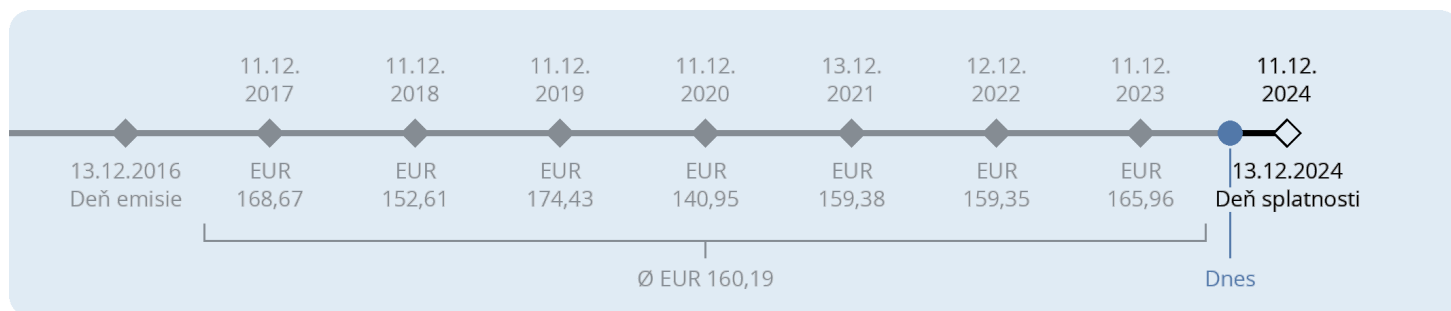 11.12. 11.12. 11.12. 11.12. 13.12. 12.12. 11.12. 11.12.
2017 2018 2019 2020 2021 2022 2023 2024
13.12.2016 EUR EUR EUR EUR EUR EUR EUR 13.12.2024
Deň emisie 168,67 152,61 174,43 140,95 159,38 159,35 165,96 Deň splatnosti
Ø EUR 160,19 Dnes